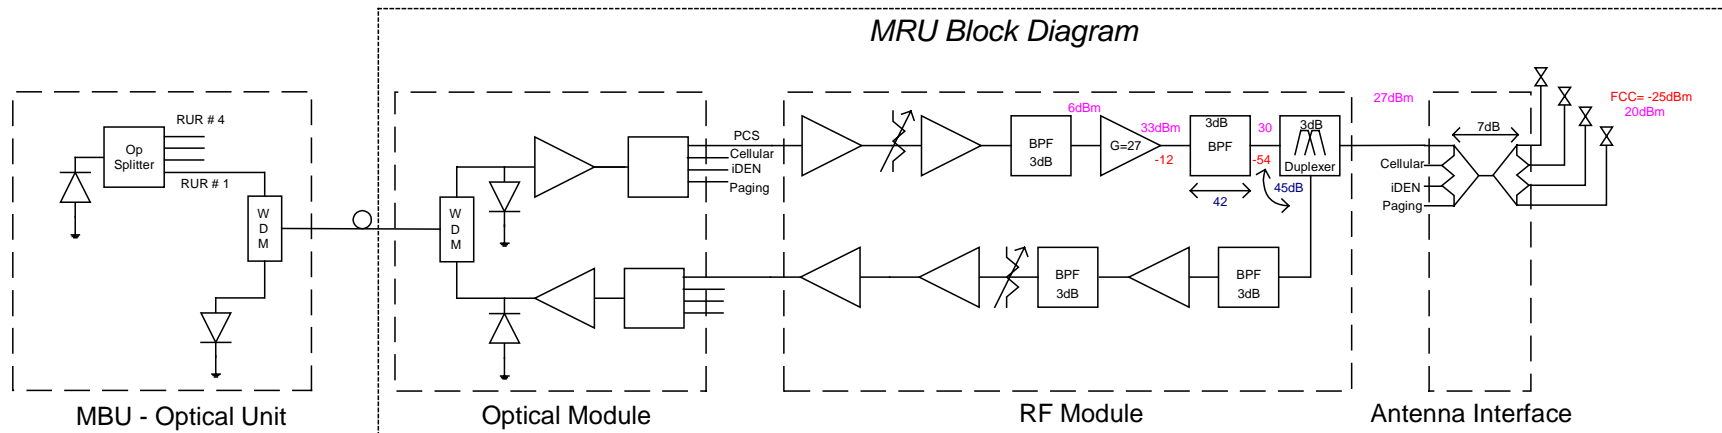 MRU Block Diagram
RUR # 4
Op
Splitter
RUR # 1
W
D
M
MBU - Optical Unit
W
D
M
PCS
Cellular
iDEN
Paging
Optical Module
BPF
3dB
6dBm
G=27
33dBm
-12
3dB
BPF
42
30
-54
45dB
3dB
Duplexer
BPF
3dB
BPF
3dB
RF Module
27dBm
Cellular
iDEN
Paging
7dB
FCC= -25dBm
20dBm
Antenna Interface